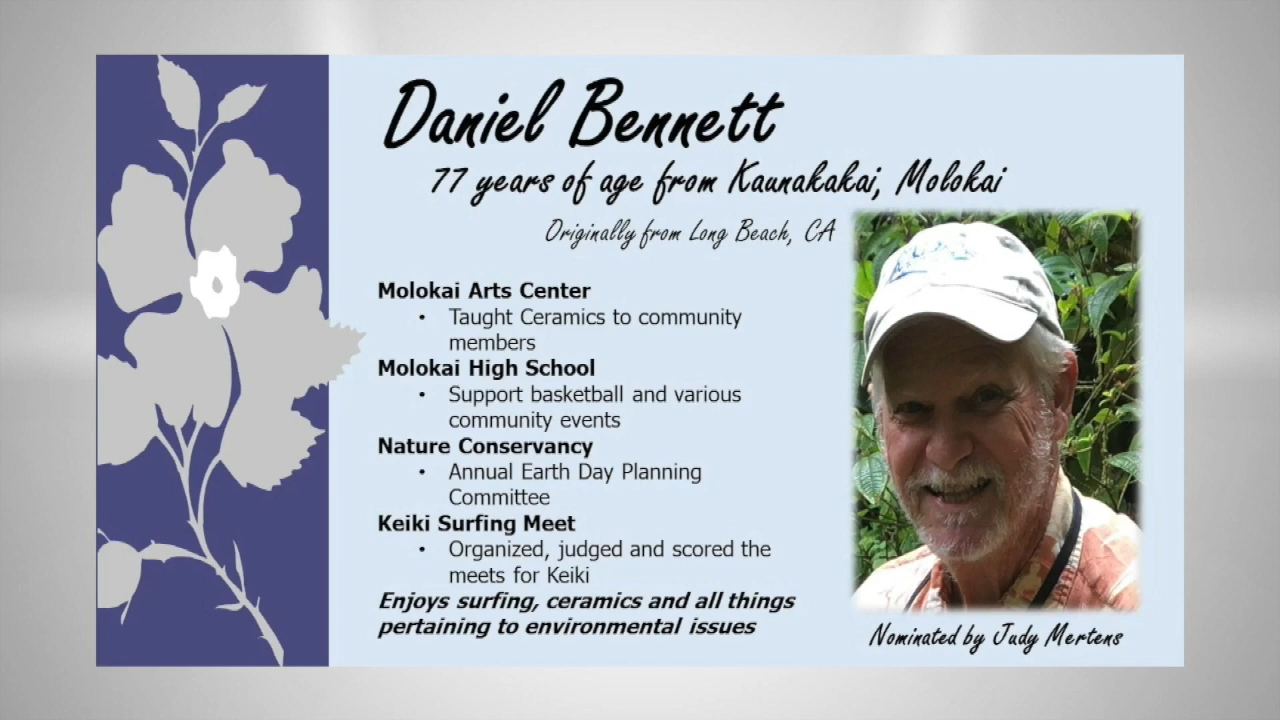 Daniel Bennett
77 years of age from Kaunakakai, Molokai
Originally from Long Beach, CA
Molokai Arts Center
• Taught Ceramics to community
members
Molokai High School
• Support basketball and various
community events
Nature Conservancy
• Annual Earth Day Planning
Committee
Keiki Surfing Meet
• Organized, judged and scored the
meets for Keiki
Enjoys surfing, ceramics and all things
pertaining to environmental issues
Nominated by Judy Mertens